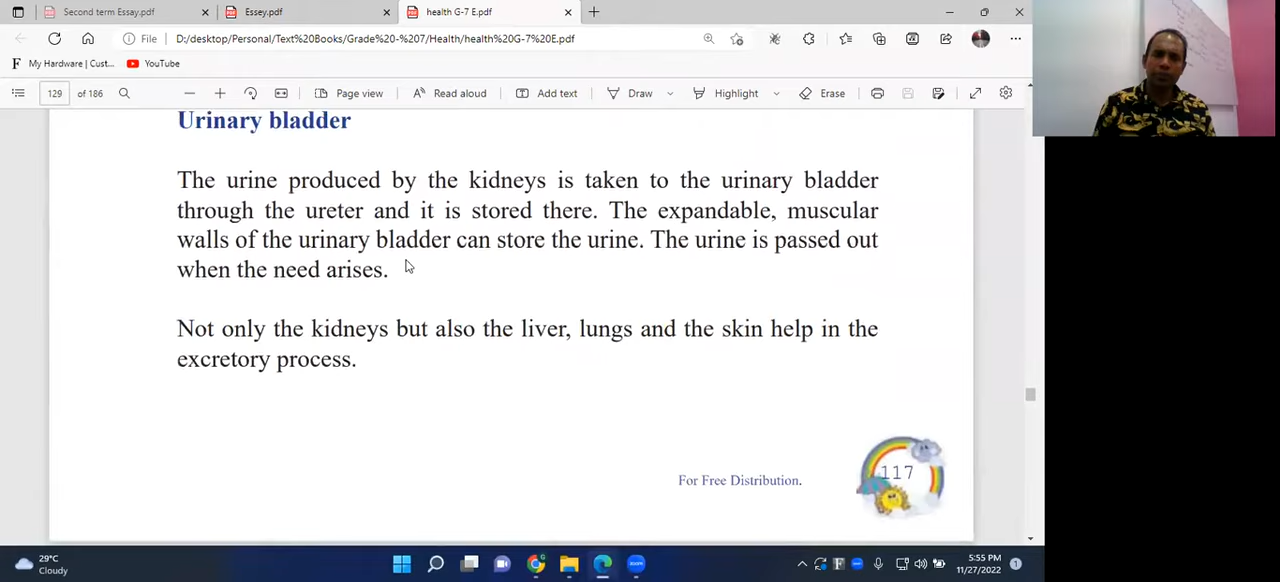 Second term Essay.pdf
Essey.pdf
health G-7 E.pdf
File
D:/desktop/Personal/Text%20Books/Grade%20-%207/Health/health%20G-7%20E.pdf
My Hardware | Cust...
YouTube
129 of 186
Page view
Read aloud
Add text
Draw
Highlight
Erase
Urinary bladder
The urine produced by the kidneys is taken to the urinary bladder
through the ureter and it is stored there. The expandable, muscular
walls of the urinary bladder can store the urine. The urine is passed out
when the need arises.
Not only the kidneys but also the liver, lungs and the skin help in the
excretory process.
For Free Distribution.
117
29°C
Cloudy
5:55 PM
11/27/2022
1